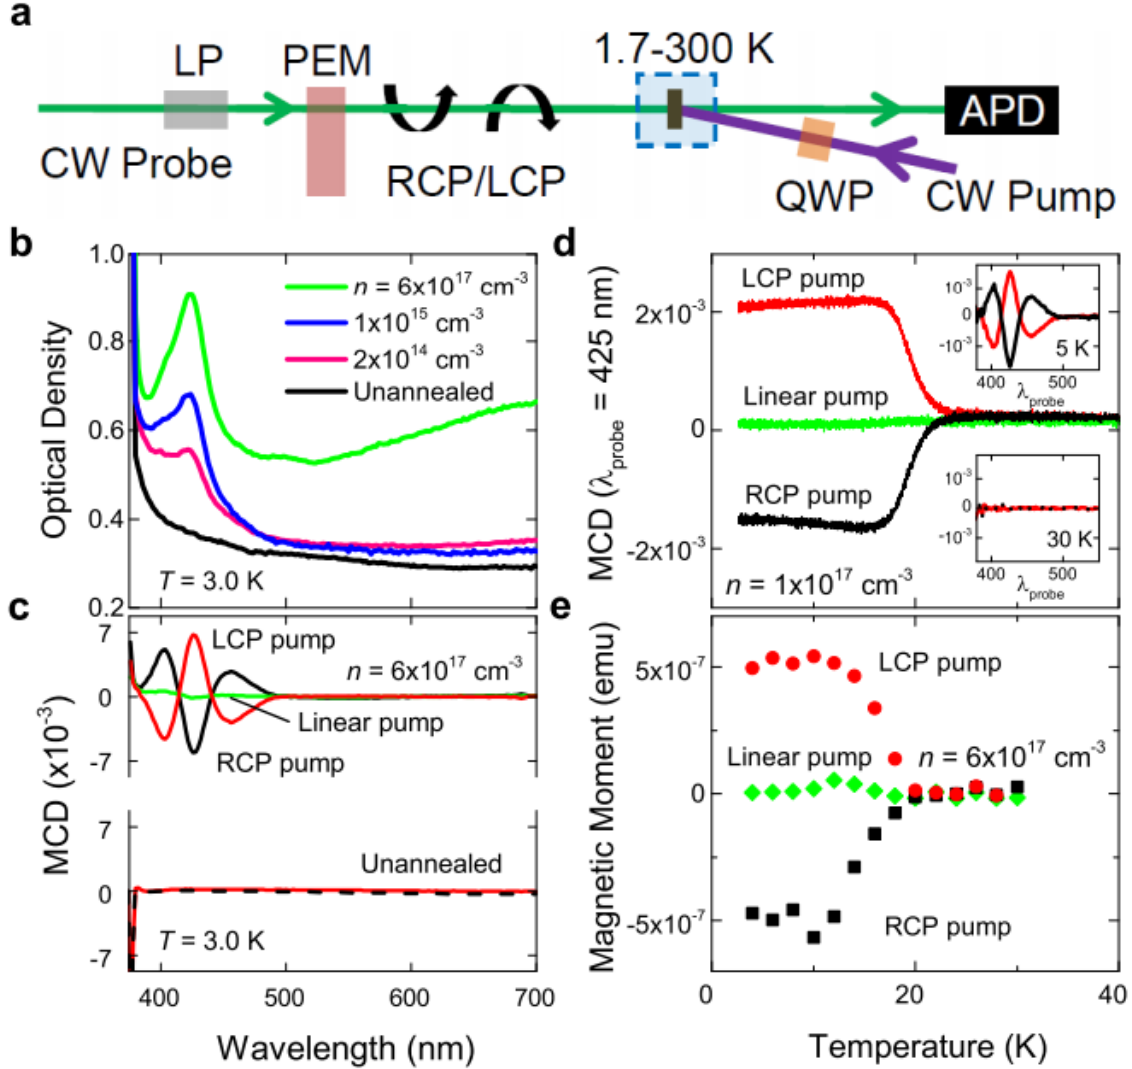 a
LP PEM 1.7-300 K
APD
CW Probe RCP/LCP QWP CW Pump
b
1.0
0.8
0.6
0.4
0.2
Optical Density
n = 6x10¹⁷ cm⁻³
1x10¹⁵ cm⁻³
2x10¹⁴ cm⁻³
Unannealed
T = 3.0 K
c
7
0
-7
7
0
-7
MCD (x10⁻³)
LCP pump
n = 6x10¹⁷ cm⁻³
Linear pump
RCP pump
Unannealed
T = 3.0 K
400 500 600 700
Wavelength (nm)
d
MCD (λprobe = 425 nm)
2x10⁻³
0
-2x10⁻³
LCP pump
Linear pump
RCP pump
n = 1x10¹⁷ cm⁻³
10⁻³
0
-10⁻³
5 K
400 500
λprobe
10⁻³
0
-10⁻³
30 K
400 500
λprobe
e
Magnetic Moment (emu)
5x10⁻⁷
0
-5x10⁻⁷
LCP pump
Linear pump n = 6x10¹⁷ cm⁻³
RCP pump
0 20 40
Temperature (K)